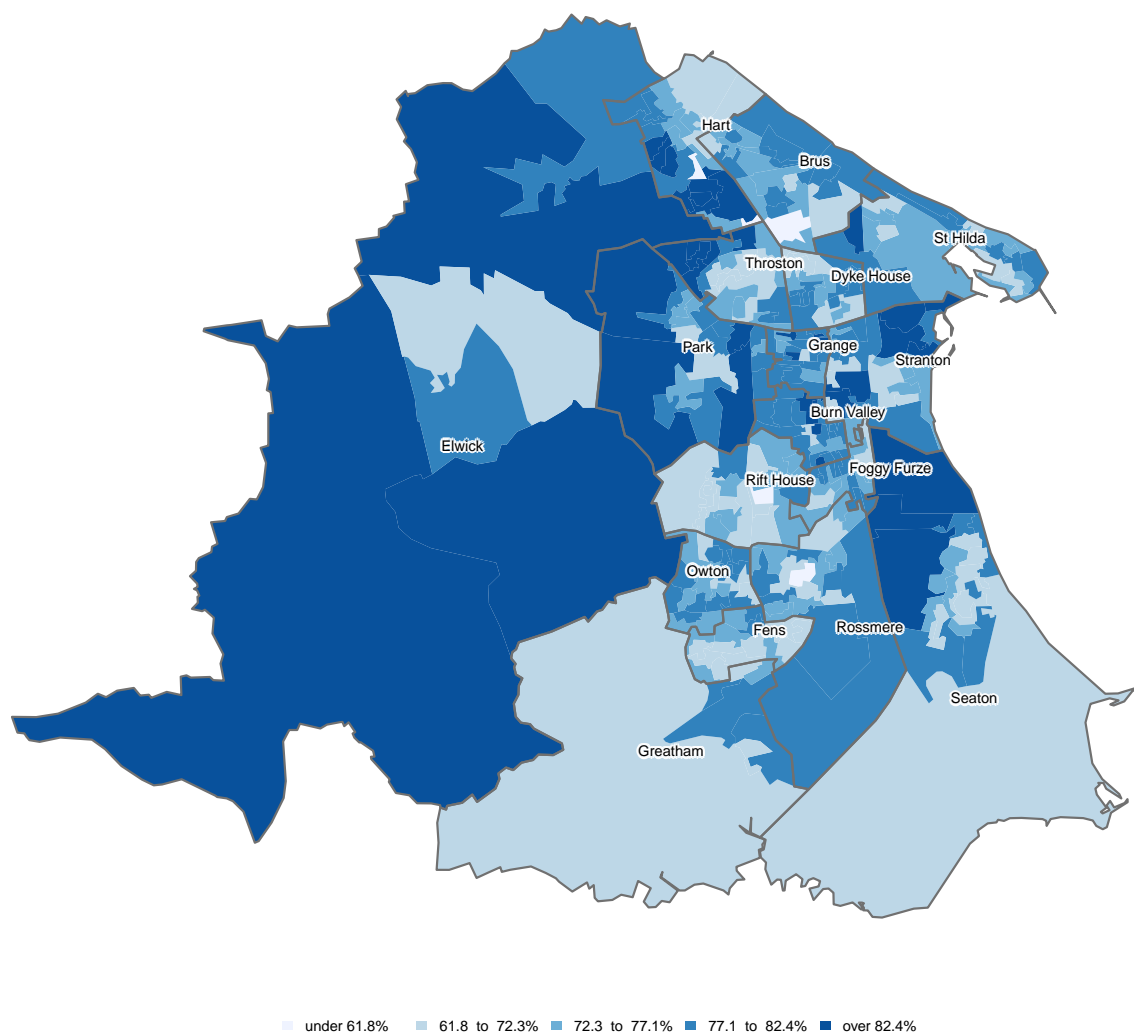 Hart
Brus
St Hilda
Throston
Dyke House
Park
Grange
Stranton
Burn Valley
Elwick
Foggy Furze
Rift House
Owton
Fens
Rossmere
Seaton
Greatham
under 61.8% 61.8 to 72.3% 72.3 to 77.1% 77.1 to 82.4% over 82.4%